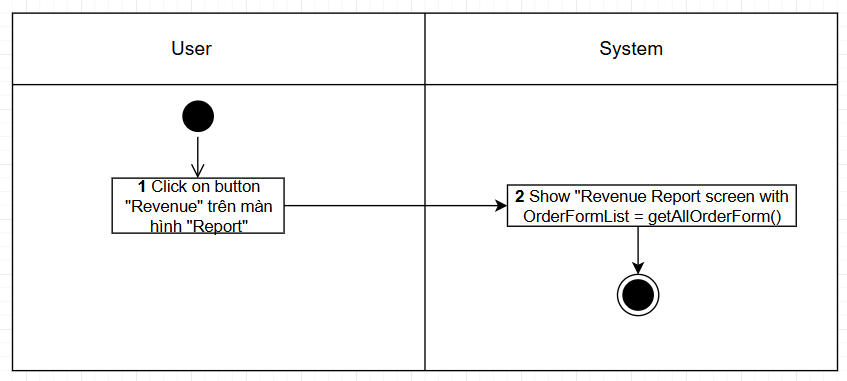 User
System
1 Click on button
"Revenue" trên màn
hình "Report"
2 Show "Revenue Report screen with
OrderFormList = getAllOrderForm()